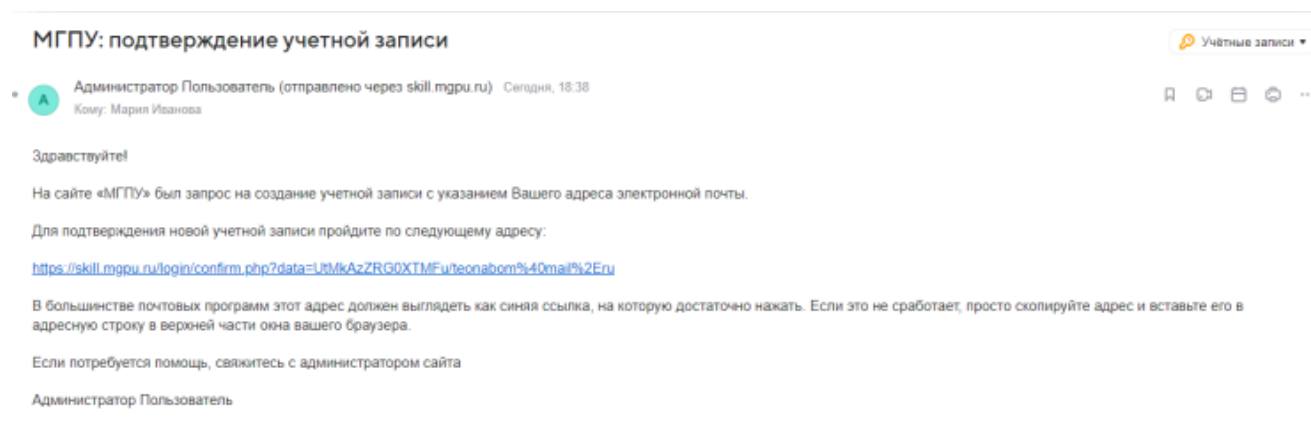 МГПУ: подтверждение учетной записи
Учётные записи
А
Администратор Пользователь (отправлено через skill.mgpu.ru) Сегодня, 18:38
Кому: Мария Иванова
Здравствуйте!
На сайте «МГПУ» был запрос на создание учетной записи с указанием Вашего адреса электронной почты.
Для подтверждения новой учетной записи пройдите по следующему адресу:
https://skill.mgpu.ru/login/confirm.php?data=UtMkAzZRG0XTMFu/teonabom%40mail%2Eru
В большинстве почтовых программ этот адрес должен выглядеть как синяя ссылка, на которую достаточно нажать. Если это не сработает, просто скопируйте адрес и вставьте его в
адресную строку в верхней части окна вашего браузера.
Если потребуется помощь, свяжитесь с администратором сайта
Администратор Пользователь